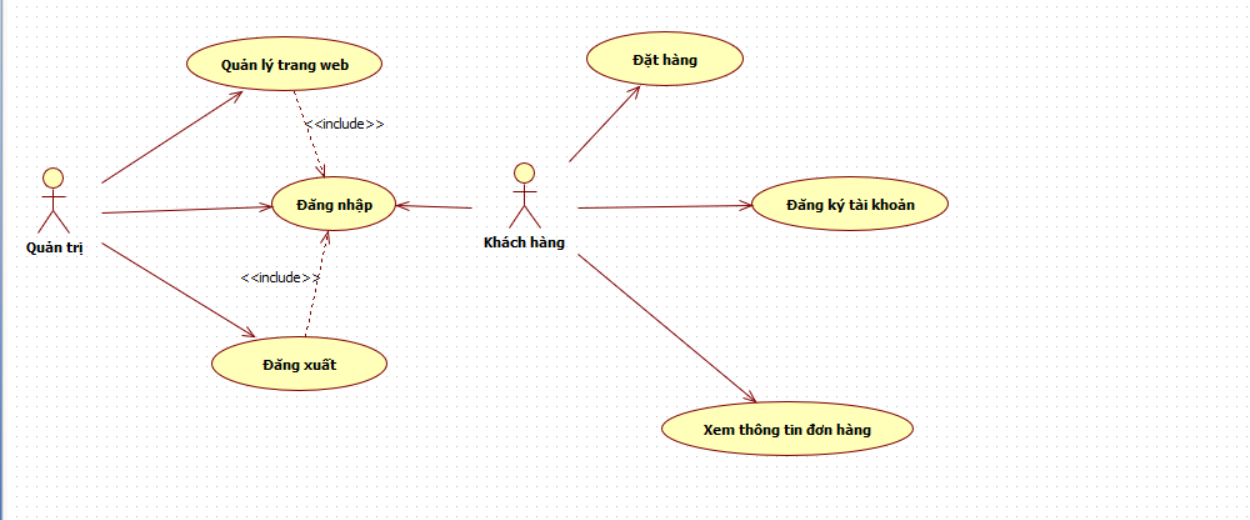 Quản lý trang web
Đặt hàng
<<include>>
Đăng nhập
Đăng ký tài khoản
Quản trị
Khách hàng
<<include>>
Đăng xuất
Xem thông tin đơn hàng